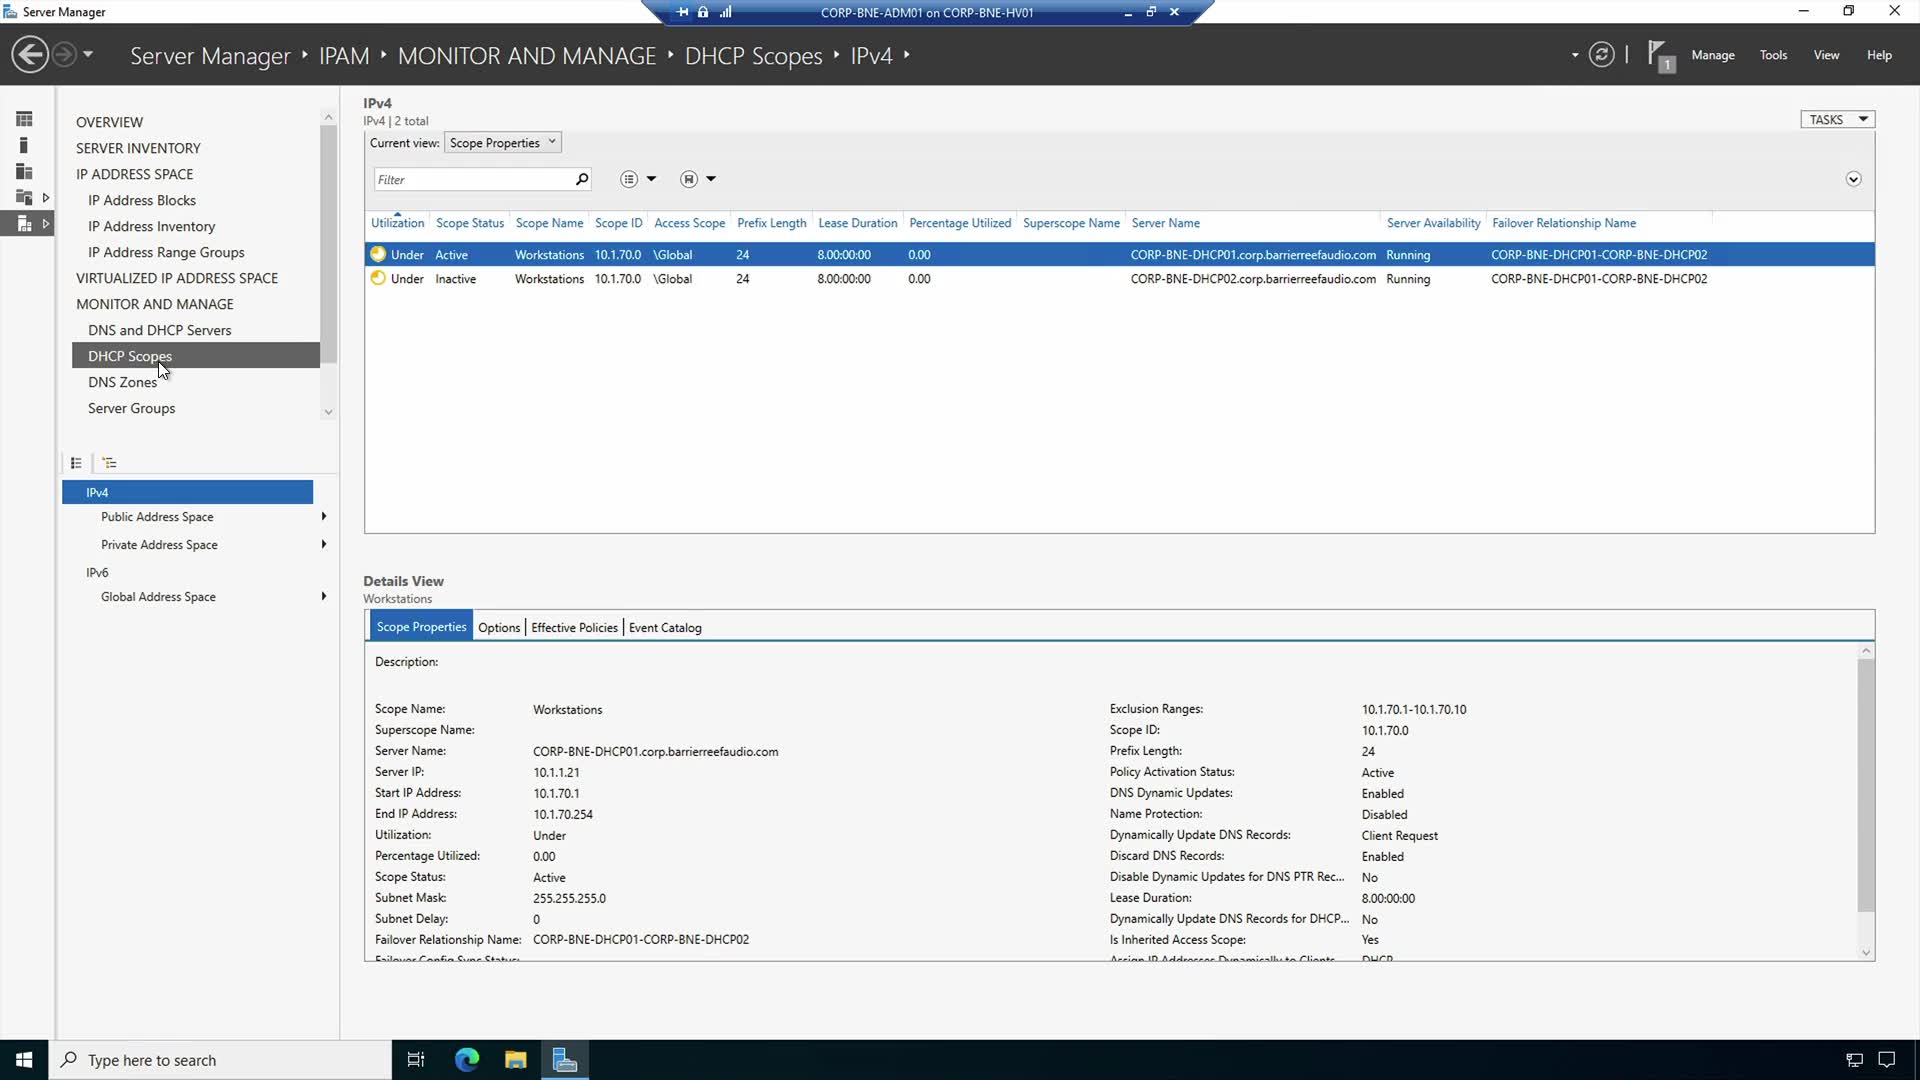 Server Manager
CORP-BNE-ADM01 on CORP-BNE-HV01
Server Manager IPAM MONITOR AND MANAGE DHCP Scopes IPv4
1 Manage Tools View Help
OVERVIEW
SERVER INVENTORY
IP ADDRESS SPACE
IP Address Blocks
IP Address Inventory
IP Address Range Groups
VIRTUALIZED IP ADDRESS SPACE
MONITOR AND MANAGE
DNS and DHCP Servers
DHCP Scopes
DNS Zones
Server Groups
IPv4
Public Address Space
Private Address Space
IPv6
Global Address Space
IPv4
IPv4 | 2 total
TASKS
Current view: Scope Properties
Filter
Utilization Scope Status Scope Name Scope ID Access Scope Prefix Length Lease Duration Percentage Utilized Superscope Name Server Name Server Availability Failover Relationship Name
Under Active Workstations 10.1.70.0 \Global 24 8.00:00:00 0.00 CORP-BNE-DHCP01.corp.barrierreefaudio.com Running CORP-BNE-DHCP01-CORP-BNE-DHCP02
Under Inactive Workstations 10.1.70.0 \Global 24 8.00:00:00 0.00 CORP-BNE-DHCP02.corp.barrierreefaudio.com Running CORP-BNE-DHCP01-CORP-BNE-DHCP02
Details View
Workstations
Scope Properties Options Effective Policies Event Catalog
Description:
Scope Name: Workstations
Superscope Name:
Server Name: CORP-BNE-DHCP01.corp.barrierreefaudio.com
Server IP: 10.1.1.21
Start IP Address: 10.1.70.1
End IP Address: 10.1.70.254
Utilization: Under
Percentage Utilized: 0.00
Scope Status: Active
Subnet Mask: 255.255.255.0
Subnet Delay: 0
Failover Relationship Name: CORP-BNE-DHCP01-CORP-BNE-DHCP02
Failover Config Sync Status:
Exclusion Ranges: 10.1.70.1-10.1.70.10
Scope ID: 10.1.70.0
Prefix Length: 24
Policy Activation Status: Active
DNS Dynamic Updates: Enabled
Name Protection: Disabled
Dynamically Update DNS Records: Client Request
Discard DNS Records: Enabled
Disable Dynamic Updates for DNS PTR Rec... No
Lease Duration: 8.00:00:00
Dynamically Update DNS Records for DHCP... No
Is Inherited Access Scope: Yes
Assign IP Addresses Dynamically to Clients DHCP
Type here to search